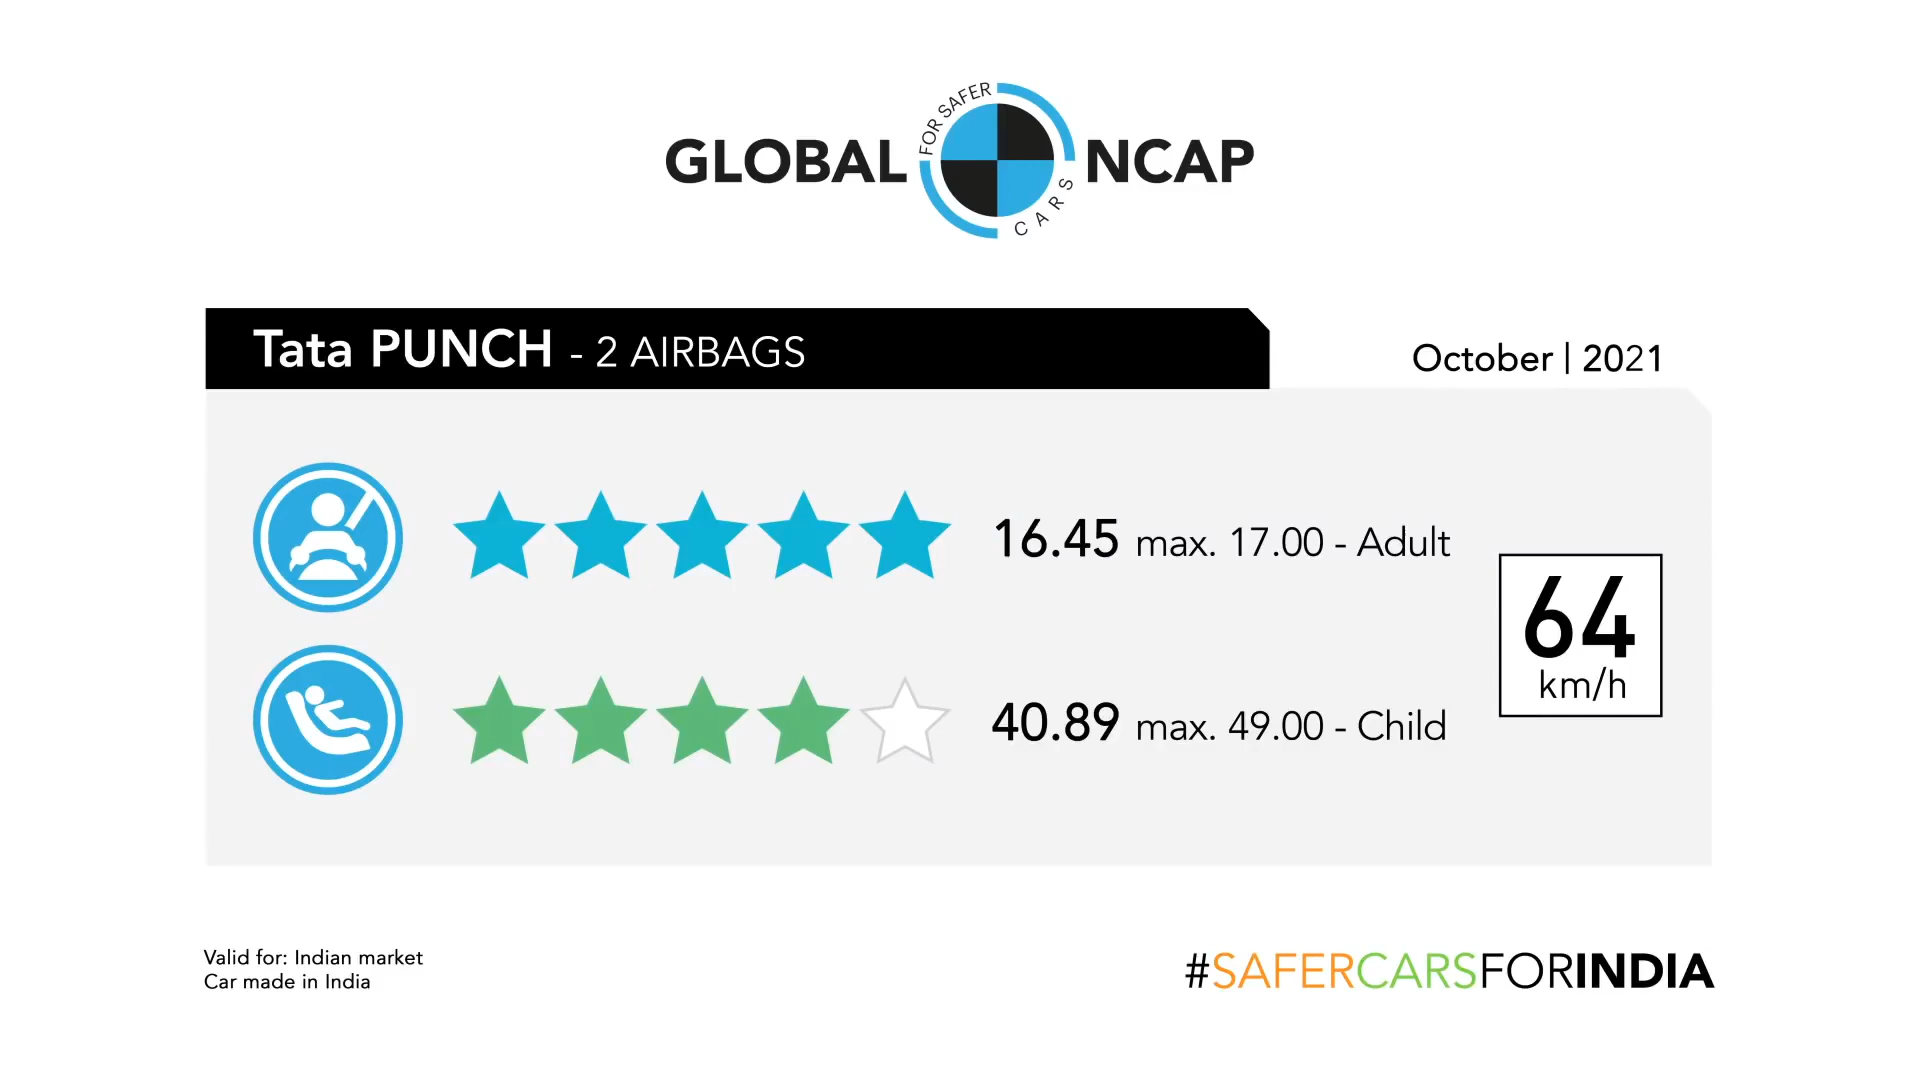 GLOBAL FOR SAFER CARS NCAP
Tata PUNCH - 2 AIRBAGS
October | 2021
16.45 max. 17.00 - Adult
40.89 max. 49.00 - Child
64
km/h
Valid for: Indian market
Car made in India
#SAFERCARSFORINDIA